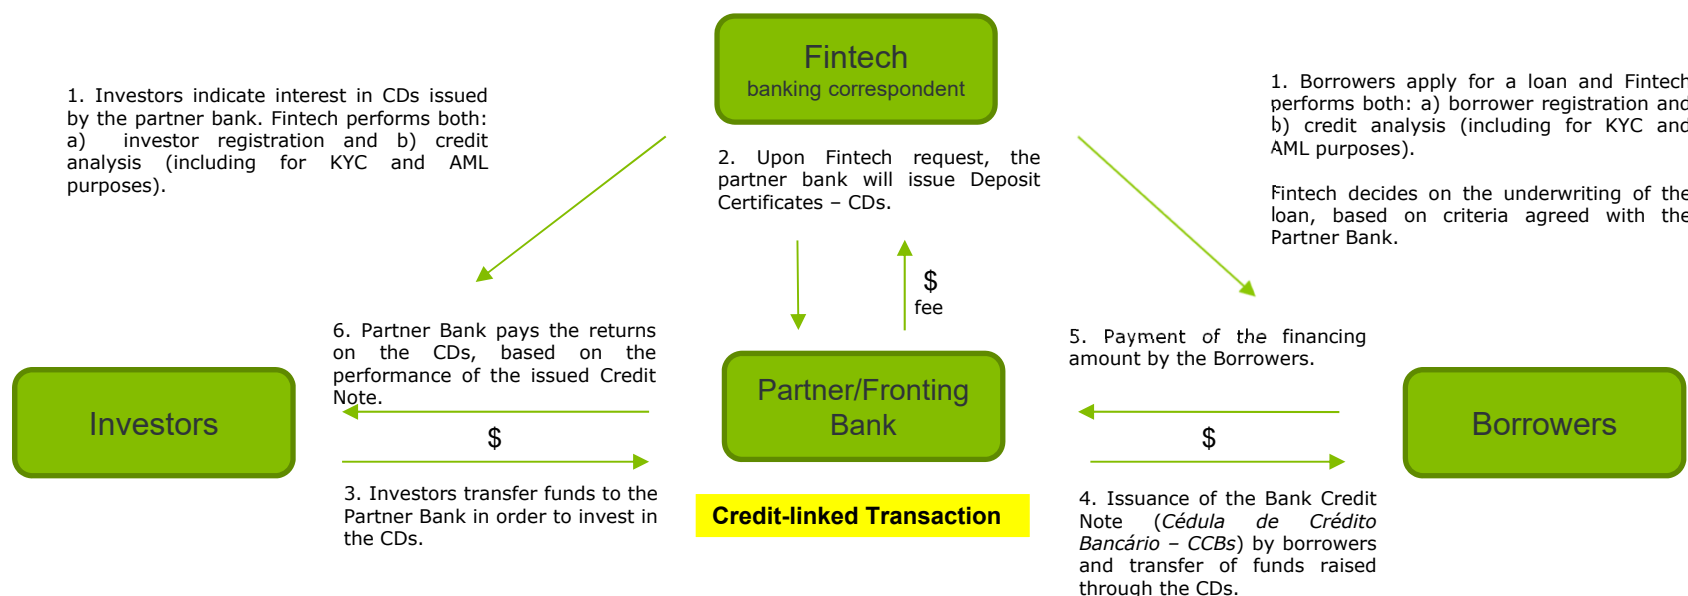 Fintech
banking correspondent
1. Investors indicate interest in CDs issued
by the partner bank. Fintech performs both:
a) investor registration and b) credit
analysis (including for KYC and AML
purposes).
1. Borrowers apply for a loan and Fintech
performs both: a) borrower registration and
b) credit analysis (including for KYC and
AML purposes).
Fintech decides on the underwriting of the
loan, based on criteria agreed with the
Partner Bank.
2. Upon Fintech request, the
partner bank will issue Deposit
Certificates – CDs.
$
fee
6. Partner Bank pays the returns
on the CDs, based on the
performance of the issued Credit
Note.
5. Payment of the financing
amount by the Borrowers.
Investors
$
Partner/Fronting
Bank
$
Borrowers
3. Investors transfer funds to the
Partner Bank in order to invest in
the CDs.
Credit-linked Transaction
4. Issuance of the Bank Credit
Note (Cédula de Crédito
Bancário – CCBs) by borrowers
and transfer of funds raised
through the CDs.